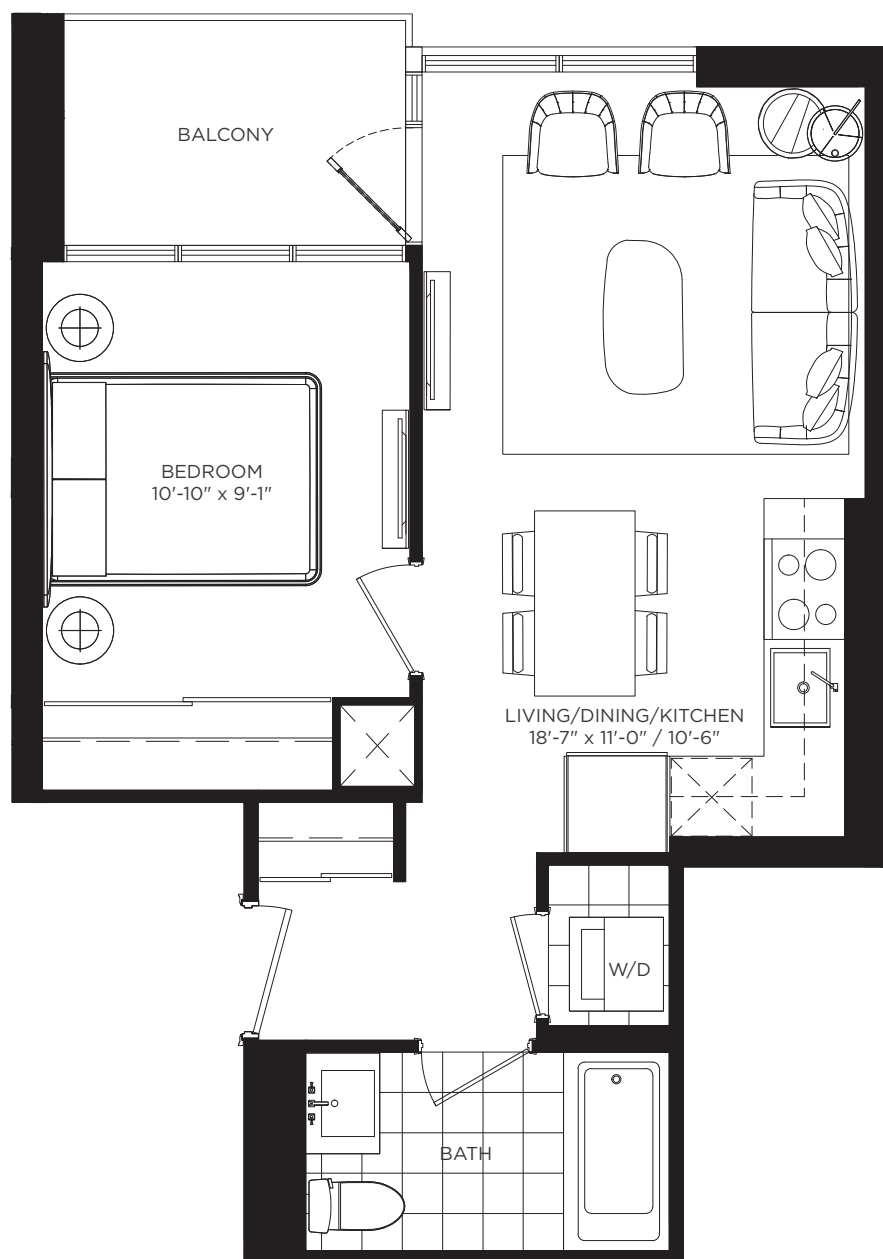 BALCONY
BEDROOM
10'-10" x 9'-1"
LIVING/DINING/KITCHEN
18'-7" x 11'-0" / 10'-6"
W/D
BATH